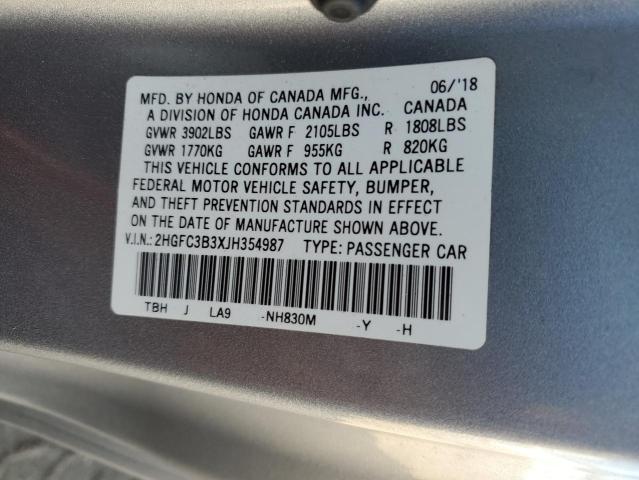 MFD. BY HONDA OF CANADA MFG., 06/'18
A DIVISION OF HONDA CANADA INC. CANADA
GVWR 3902LBS GAWR F 2105LBS R 1808LBS
GVWR 1770KG GAWR F 955KG R 820KG
THIS VEHICLE CONFORMS TO ALL APPLICABLE
FEDERAL MOTOR VEHICLE SAFETY, BUMPER,
AND THEFT PREVENTION STANDARDS IN EFFECT
ON THE DATE OF MANUFACTURE SHOWN ABOVE.
V.I.N.: 2HGFC3B3XJH354987 TYPE: PASSENGER CAR
TBH J LA9 -NH830M -Y -H